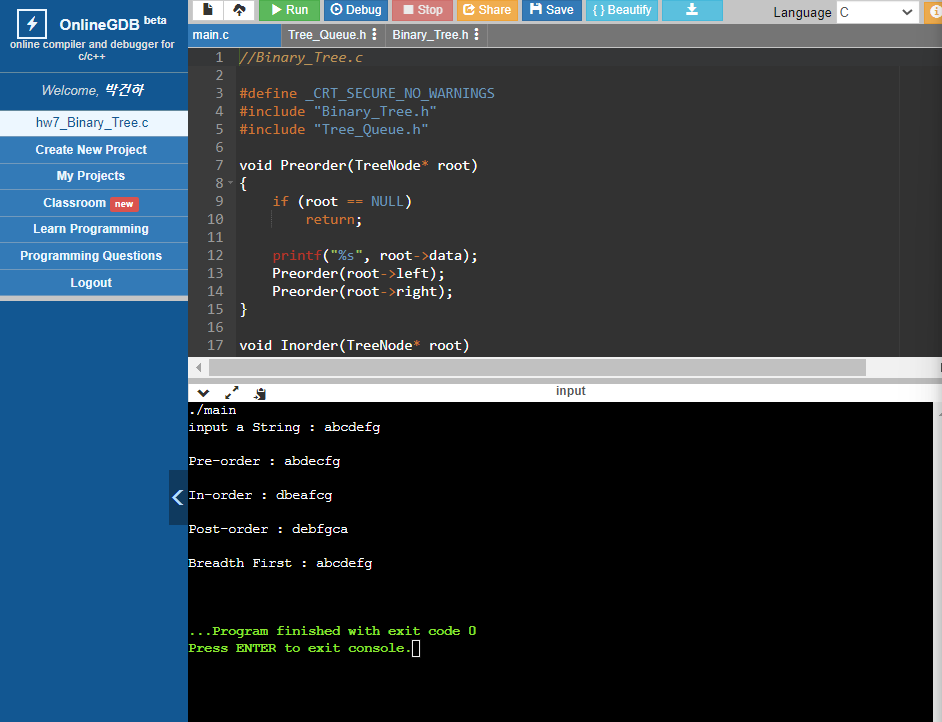 OnlineGDB beta
online compiler and debugger for
c/c++
Welcome, 박건하
hw7_Binary_Tree.c
Create New Project
My Projects
Classroom new
Learn Programming
Programming Questions
Logout
Run Debug Stop Share Save { } Beautify Language C
main.c Tree_Queue.h Binary_Tree.h
1 //Binary_Tree.c
2
3 #define _CRT_SECURE_NO_WARNINGS
4 #include "Binary_Tree.h"
5 #include "Tree_Queue.h"
6
7 void Preorder(TreeNode* root)
8 {
9 if (root == NULL)
10 return;
11
12 printf("%s", root->data);
13 Preorder(root->left);
14 Preorder(root->right);
15 }
16
17 void Inorder(TreeNode* root)
input
./main
input a String : abcdefg
Pre-order : abdecfg
In-order : dbeafcg
Post-order : debfgca
Breadth First : abcdefg
...Program finished with exit code 0
Press ENTER to exit console.